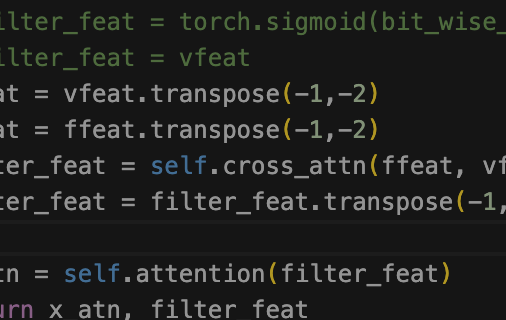 ilter_feat = torch.sigmoid(bit_wise_
ilter_feat = vfeat
at = vfeat.transpose(-1,-2)
at = ffeat.transpose(-1,-2)
ter_feat = self.cross_attn(ffeat, vf
ter_feat = filter_feat.transpose(-1,
tn = self.attention(filter_feat)
urn x_atn, filter_feat